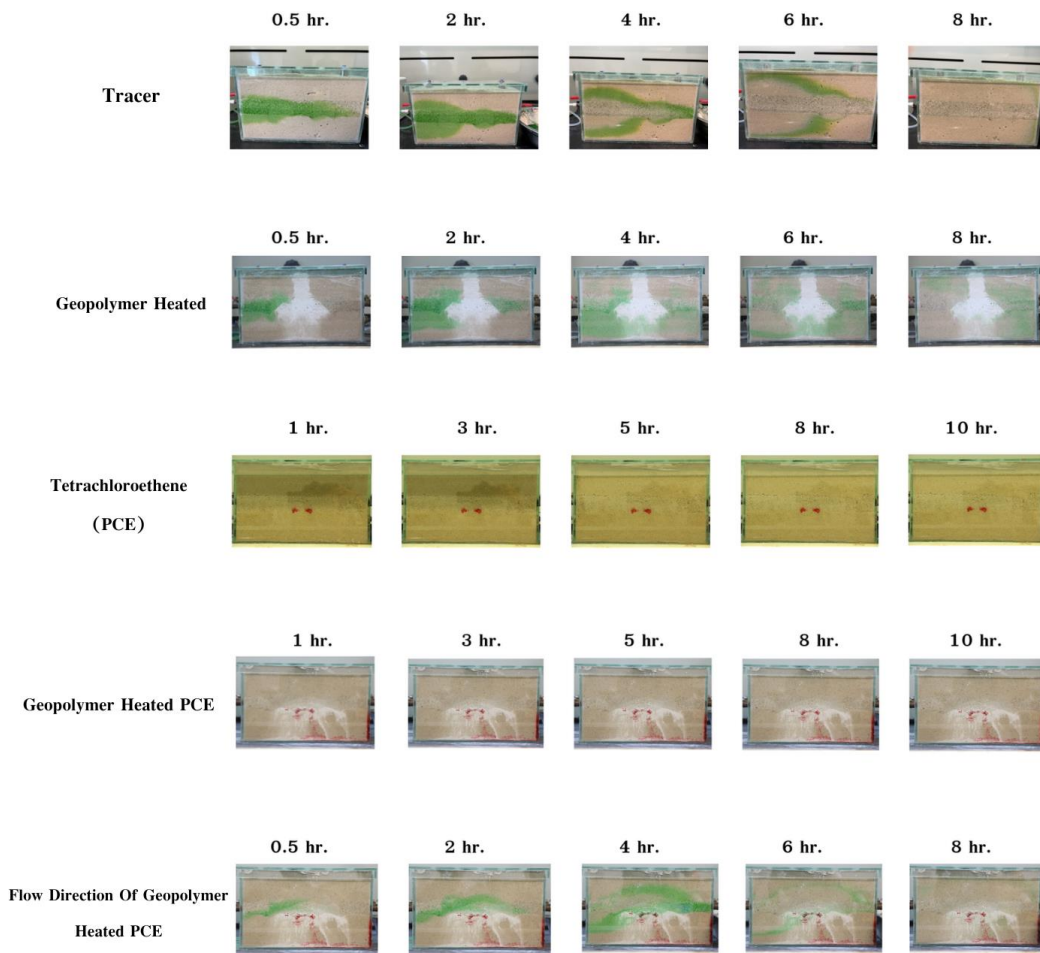 0.5 hr. 2 hr. 4 hr. 6 hr. 8 hr.
Tracer
0.5 hr. 2 hr. 4 hr. 6 hr. 8 hr.
Geopolymer Heated
1 hr. 3 hr. 5 hr. 8 hr. 10 hr.
Tetrachloroethene
(PCE)
1 hr. 3 hr. 5 hr. 8 hr. 10 hr.
Geopolymer Heated PCE
0.5 hr. 2 hr. 4 hr. 6 hr. 8 hr.
Flow Direction Of Geopolymer
Heated PCE